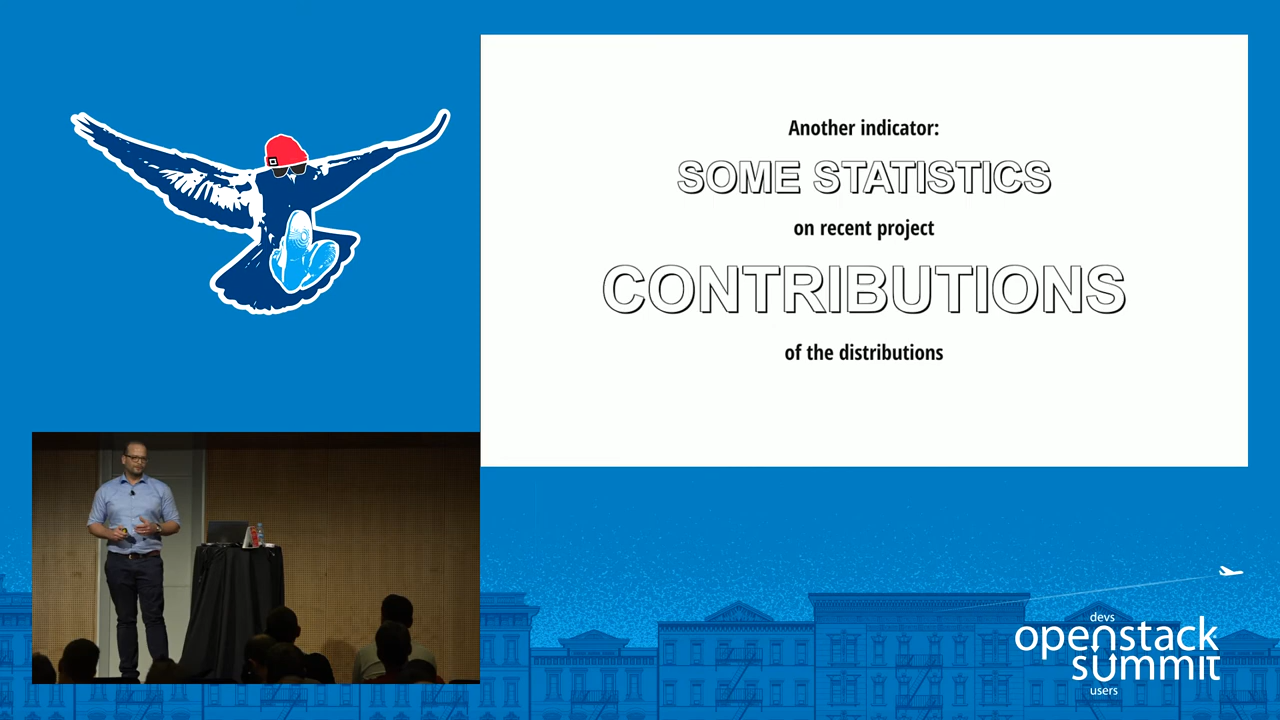 Another indicator:
SOME STATISTICS
on recent project
CONTRIBUTIONS
of the distributions
devs
openstack
summit
users